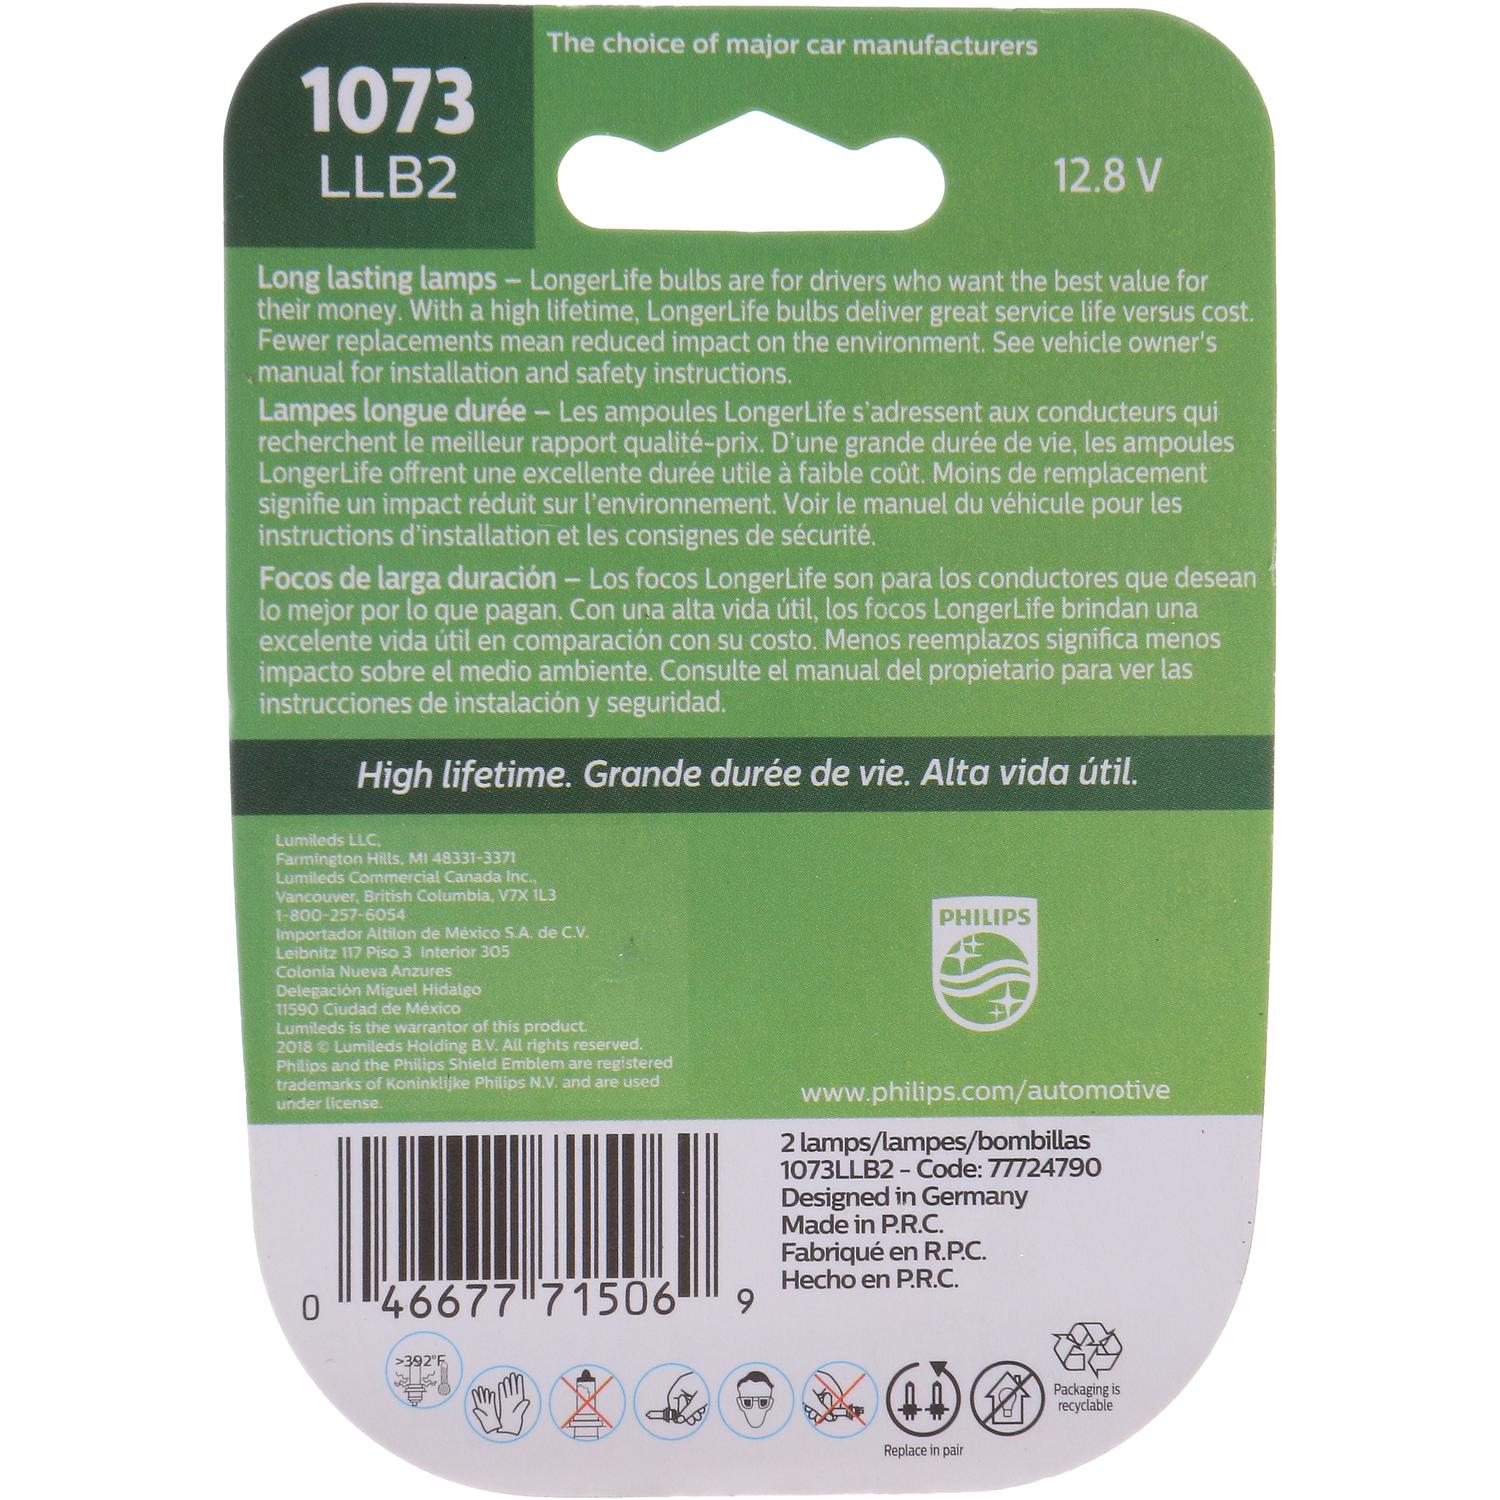 The choice of major car manufacturers
1073
LLB2
12.8 V
Long lasting lamps – LongerLife bulbs are for drivers who want the best value for
their money. With a high lifetime, LongerLife bulbs deliver great service life versus cost.
Fewer replacements mean reduced impact on the environment. See vehicle owner's
manual for installation and safety instructions.
Lampes longue durée – Les ampoules LongerLife s'adressent aux conducteurs qui
recherchent le meilleur rapport qualité-prix. D'une grande durée de vie, les ampoules
LongerLife offrent une excellente durée utile à faible coût. Moins de remplacement
signifie un impact réduit sur l'environnement. Voir le manuel du véhicule pour les
instructions d'installation et les consignes de sécurité.
Focos de larga duración – Los focos LongerLife son para los conductores que desean
lo mejor por lo que pagan. Con una alta vida útil, los focos LongerLife brindan una
excelente vida útil en comparación con su costo. Menos reemplazos significa menos
impacto sobre el medio ambiente. Consulte el manual del propietario para ver las
instrucciones de instalación y seguridad.
High lifetime. Grande durée de vie. Alta vida útil.
Lumileds LLC,
Farmington Hills, MI 48331-3371
Lumileds Commercial Canada Inc.,
Vancouver, British Columbia, V7X 1L3
1-800-257-6054
Importador Altilon de México S.A. de C.V.
Leibnitz 117 Piso 3 Interior 305
Colonia Nueva Anzures
Delegación Miguel Hidalgo
11590 Ciudad de México
Lumileds is the warrantor of this product.
2018 © Lumileds Holding B.V. All rights reserved.
Philips and the Philips Shield Emblem are registered
trademarks of Koninklijke Philips N.V. and are used
under license.
PHILIPS
www.philips.com/automotive
2 lamps/lampes/bombillas
1073LLB2 - Code: 77724790
Designed in Germany
Made in P.R.C.
Fabriqué en R.P.C.
Hecho en P.R.C.
0 46677 71506 9
>392°F
Replace in pair
Packaging is
recyclable